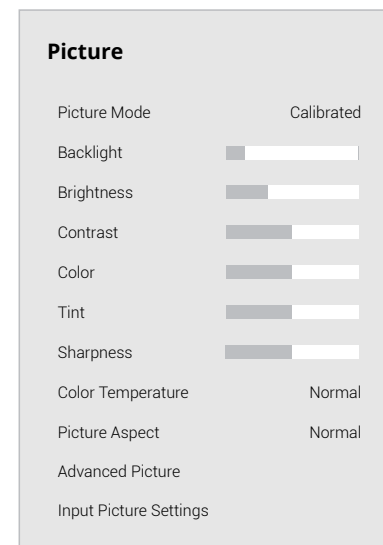 Picture
Picture Mode Calibrated
Backlight
Brightness
Contrast
Color
Tint
Sharpness
Color Temperature Normal
Picture Aspect Normal
Advanced Picture
Input Picture Settings